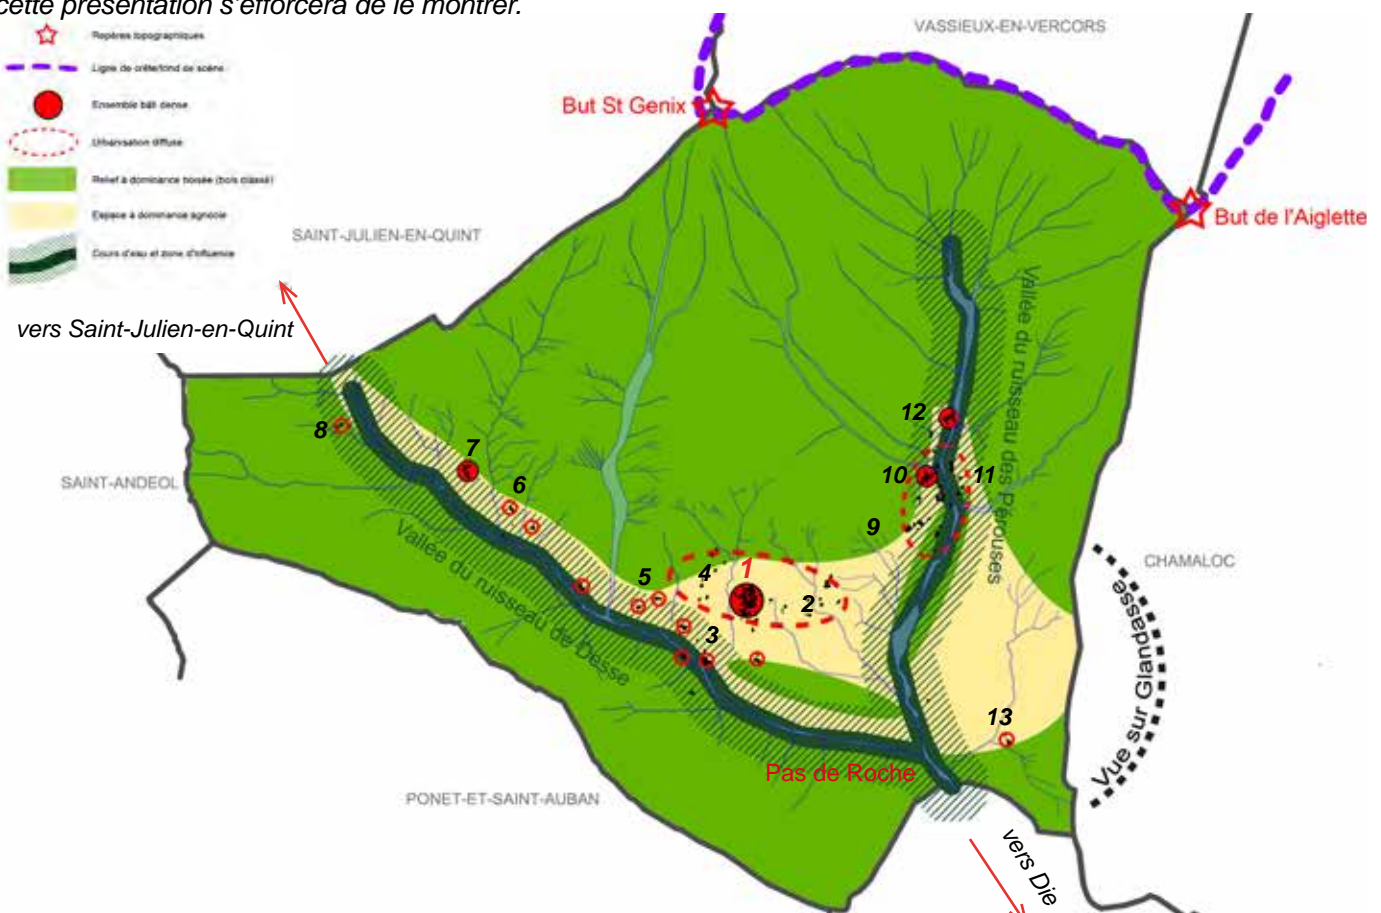 cette présentation s'efforcera de le montrer.
Repères topographiques
Ligne de crête/fond de scène
Ensemble bâti dense
Urbanisation diffuse
Relief à dominance boisée (bois classé)
Espace à dominance agricole
Cours d'eau et zone d'influence
VASSIEUX-EN-VERCORS
But St Genix
But de l'Aiglette
SAINT-JULIEN-EN-QUINT
vers Saint-Julien-en-Quint
Vallée du ruisseau des Pérouses
12
8
7
10
11
SAINT-ANDEOL
6
9
Vallée du ruisseau de Desse
CHAMALOC
5
4
1
2
3
Vue sur Glandasse
13
Pas de Roche
PONET-ET-SAINT-AUBAN
vers Die